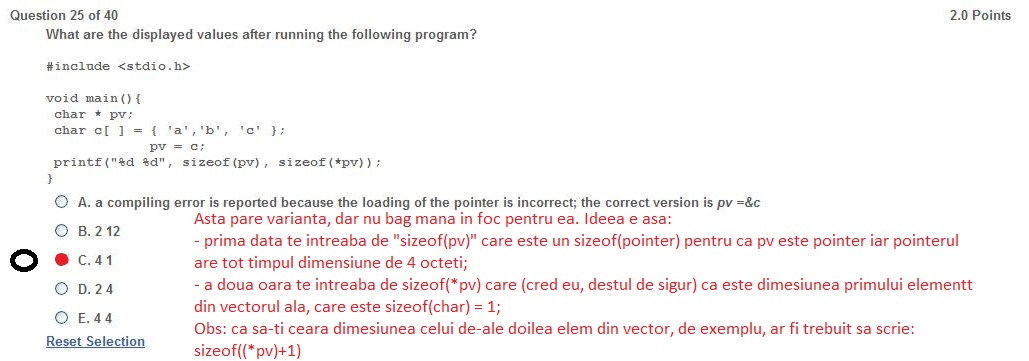 Question 25 of 40 2.0 Points
What are the displayed values after running the following program?
#include <stdio.h>
void main(){
char * pv;
char c[ ] = { 'a','b', 'c' };
pv = c;
printf("%d %d", sizeof(pv), sizeof(*pv));
}
A. a compiling error is reported because the loading of the pointer is incorrect; the correct version is pv =&c
Asta pare varianta, dar nu bag mana in foc pentru ea. Ideea e asa:
B. 2 12
- prima data te intreaba de "sizeof(pv)" care este un sizeof(pointer) pentru ca pv este pointer iar pointerul
C. 4 1
are tot timpul dimensiune de 4 octeti;
- a doua oara te intreaba de sizeof(*pv) care (cred eu, destul de sigur) ca este dimesiunea primului elementt
D. 2 4
din vectorul ala, care este sizeof(char) = 1;
E. 4 4
Obs: ca sa-ti ceara dimesiunea celui de-ale doilea elem din vector, de exemplu, ar fi trebuit sa scrie:
Reset Selection
sizeof((*pv)+1)